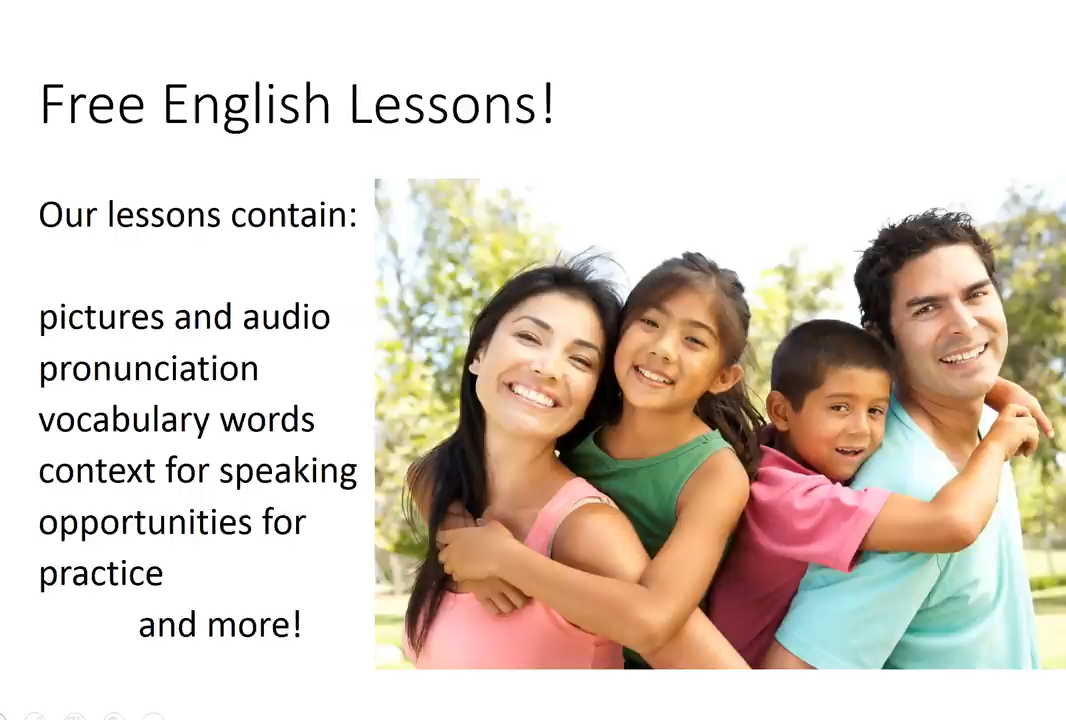 Free English Lessons!
Our lessons contain:
pictures and audio
pronunciation
vocabulary words
context for speaking
opportunities for
practice
and more!